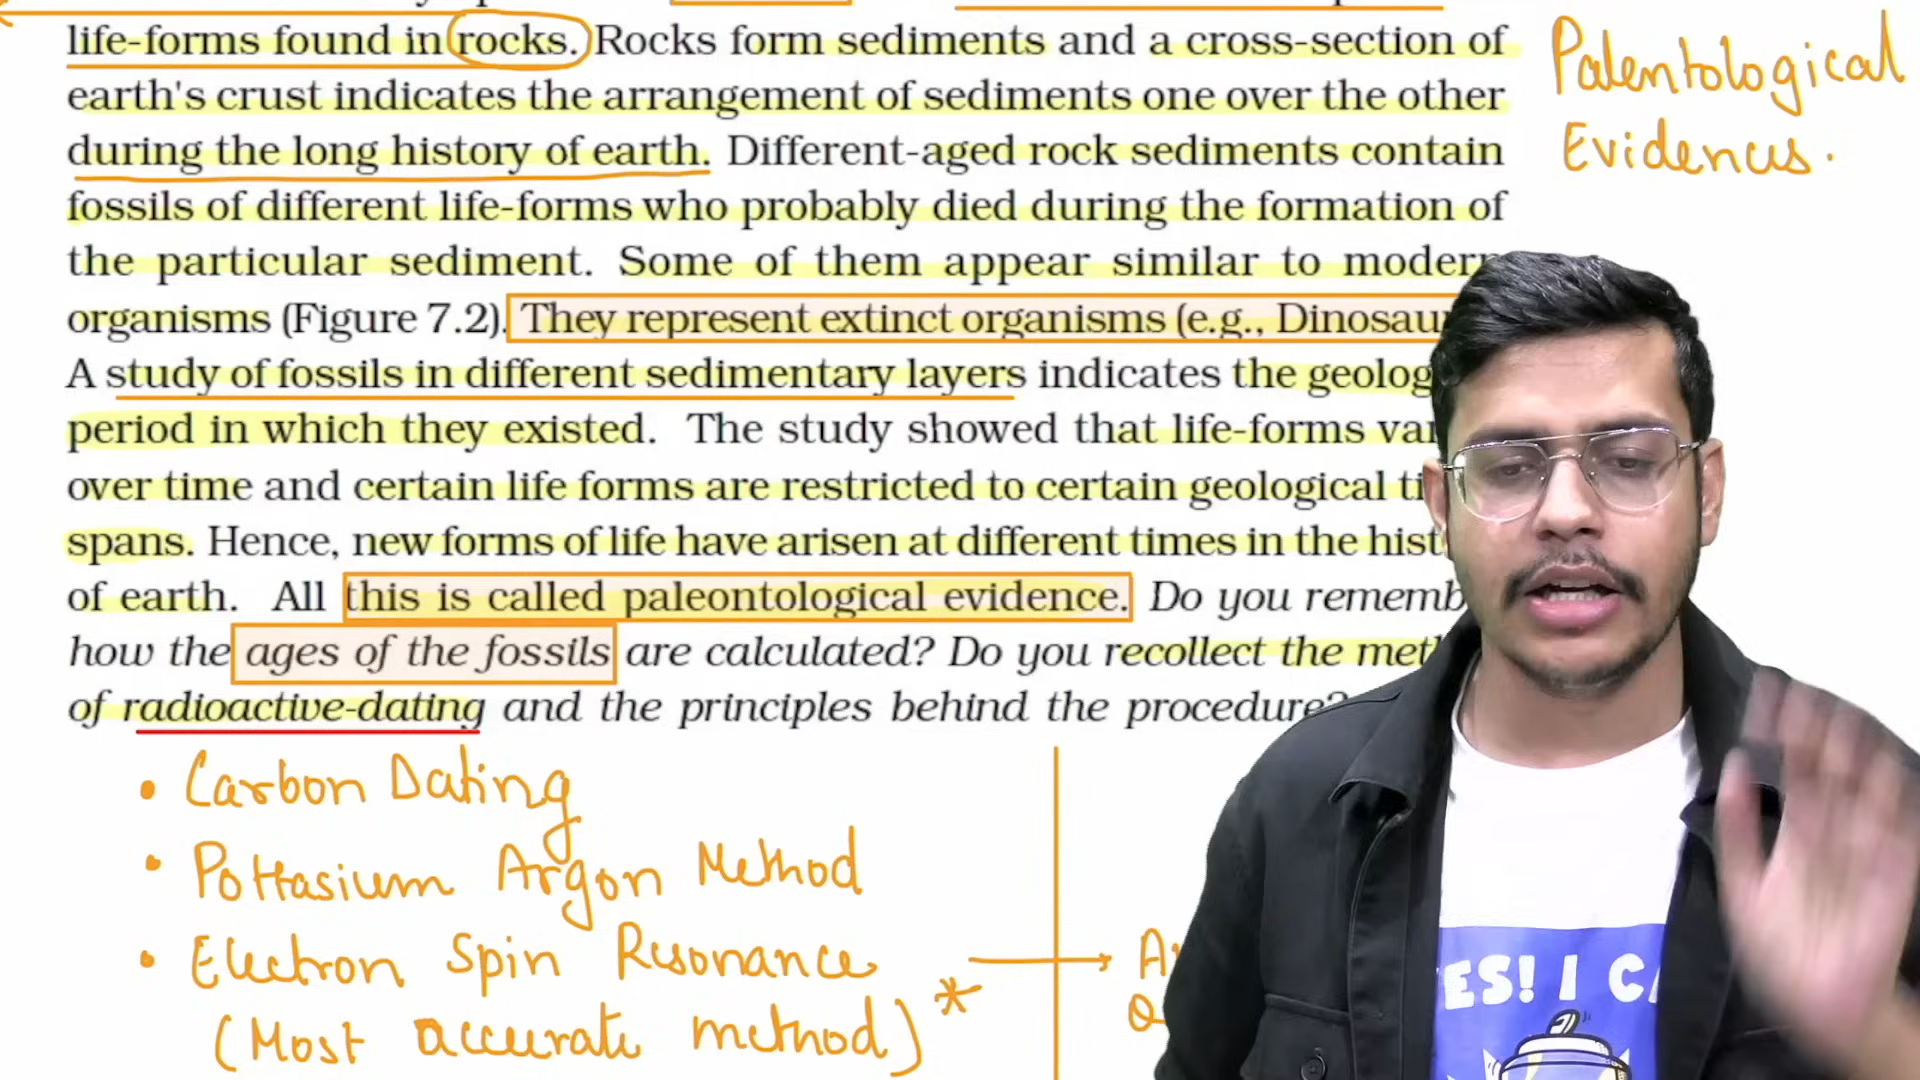 life-forms found in rocks. Rocks form sediments and a cross-section of
earth's crust indicates the arrangement of sediments one over the other
during the long history of earth. Different-aged rock sediments contain
fossils of different life-forms who probably died during the formation of
the particular sediment. Some of them appear similar to modern
organisms (Figure 7.2). They represent extinct organisms (e.g., Dinosau
A study of fossils in different sedimentary layers indicates the geolog
period in which they existed. The study showed that life-forms var
over time and certain life forms are restricted to certain geological ti
spans. Hence, new forms of life have arisen at different times in the hist
of earth. All this is called paleontological evidence. Do you rememb
how the ages of the fossils are calculated? Do you recollect the met
of radioactive-dating and the principles behind the procedure?
Palentological
Evidences.
• Carbon Dating
• Pottasium Argon Method
• Electron Spin Resonance
(Most accurate method) *
ES! I C